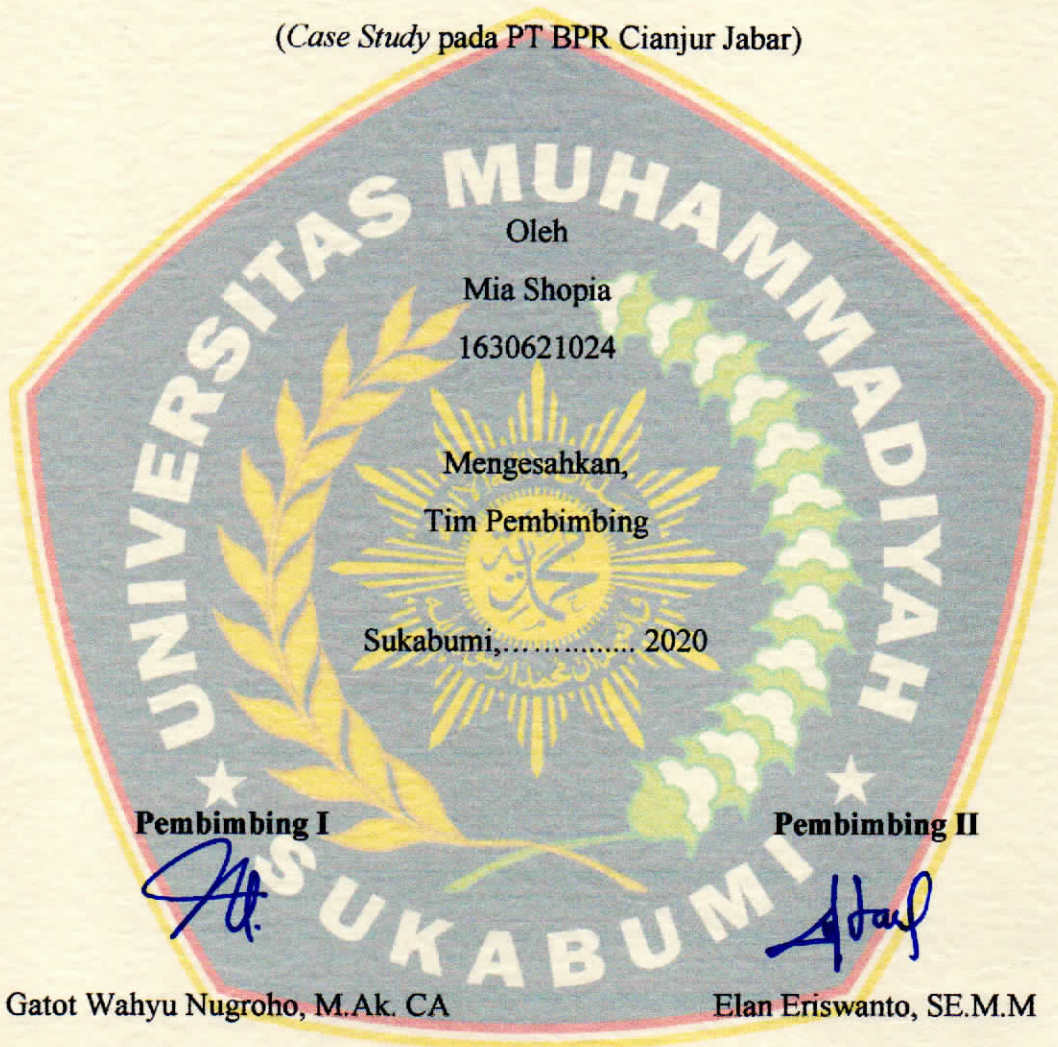 (Case Study pada PT BPR Cianjur Jabar)
UNIVERSITAS MUHAMMADIYAH
Oleh
Mia Shopia
1630621024
Mengesahkan,
Tim Pembimbing
محمدية
Sukabumi,............... 2020
Pembimbing I
Pembimbing II
SUKABUMI
Gatot Wahyu Nugroho, M.Ak. CA
Elan Eriswanto, SE.M.M